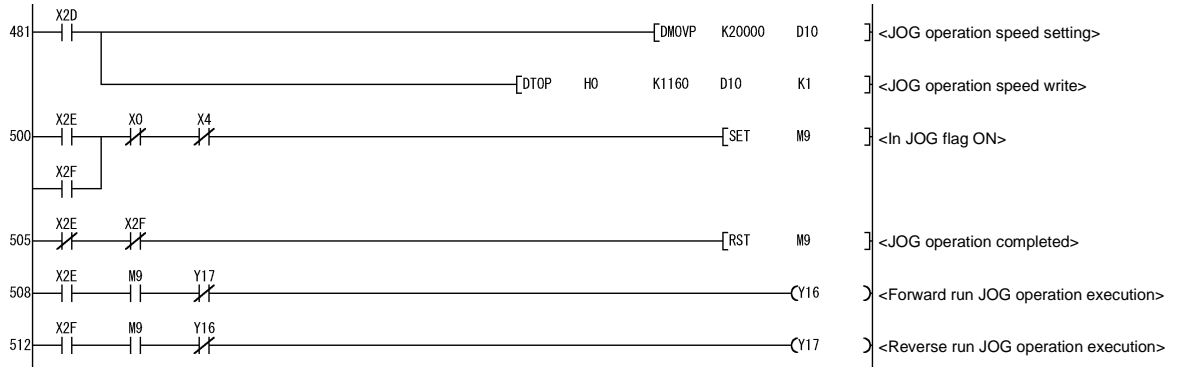 X2D
481 [DMOVP K20000 D10 ] <JOG operation speed setting>
[DTOP H0 K1160 D10 K1 ] <JOG operation speed write>
X2E X0 X4
500 [SET M9 ] <In JOG flag ON>
X2F
X2E X2F
505 [RST M9 ] <JOG operation completed>
X2E M9 Y17
508 (Y16 ) <Forward run JOG operation execution>
X2F M9 Y16
512 (Y17 ) <Reverse run JOG operation execution>